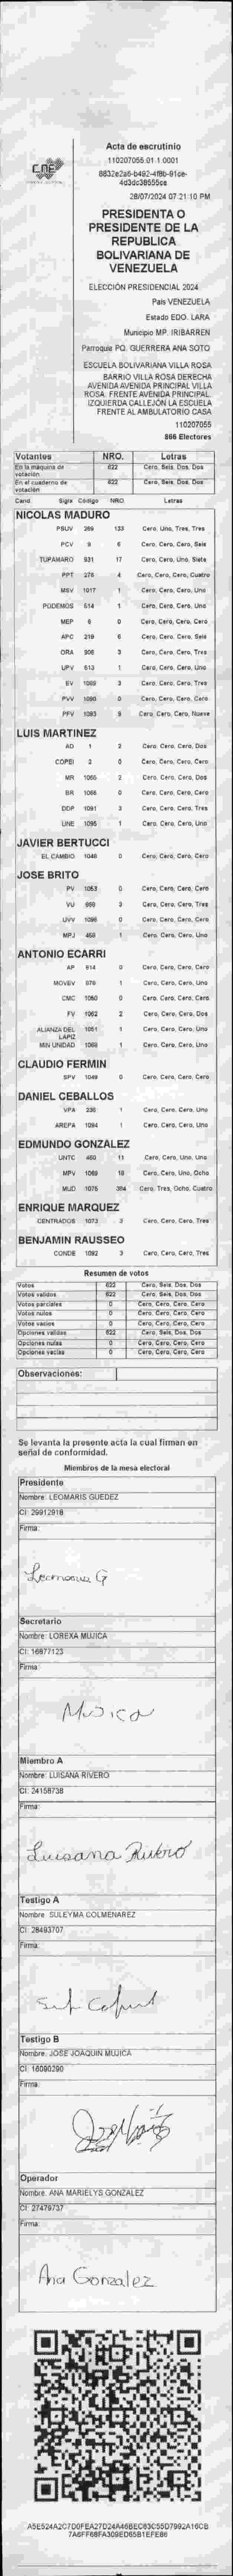 CNE
Acta de escrutinio
110207055.01.1.0001
28/07/2024 07:21:10 PM
PRESIDENTA O
PRESIDENTE DE LA
REPUBLICA
BOLIVARIANA DE
VENEZUELA
ELECCIÓN PRESIDENCIAL 2024
País VENEZUELA
Estado EDO. LARA
Municipio MP. IRIBARREN
Parroquia PQ. GUERRERA ANA SOTO
ESCUELA BOLIVARIANA VILLA ROSA
BARRIO VILLA ROSA DERECHA
AVENIDA AVENIDA PRINCIPAL VILLA
ROSA. FRENTE AVENIDA PRINCIPAL.
IZQUIERDA CALLEJÓN LA ESCUELA
FRENTE AL AMBULATORIO CASA
110207055
866 Electores
Votantes NRO. Letras
En la máquina de votación 622 Cero, Seis, Dos, Dos
En el cuaderno de votación 622 Cero, Seis, Dos, Dos
Cand. Sigla Código NRO. Letras
NICOLAS MADURO
PSUV 269 133 Cero, Uno, Tres, Tres
PCV 9 6 Cero, Cero, Cero, Seis
TUPAMARO 931 17 Cero, Cero, Uno, Siete
PPT 276 4 Cero, Cero, Cero, Cuatro
MSV 1017 1 Cero, Cero, Cero, Uno
PODEMOS 614 1 Cero, Cero, Cero, Uno
MEP 6 0 Cero, Cero, Cero, Cero
APC 218 6 Cero, Cero, Cero, Seis
ORA 906 3 Cero, Cero, Cero, Tres
UPV 613 1 Cero, Cero, Cero, Uno
EV 1089 3 Cero, Cero, Cero, Tres
PVV 1090 0 Cero, Cero, Cero, Cero
PFV 1093 9 Cero, Cero, Cero, Nueve
LUIS MARTINEZ
AD 1 2 Cero, Cero, Cero, Dos
COPEI 2 0 Cero, Cero, Cero, Cero
MR 1065 2 Cero, Cero, Cero, Dos
BR 1066 0 Cero, Cero, Cero, Cero
DDP 1091 3 Cero, Cero, Cero, Tres
UNE 1095 1 Cero, Cero, Cero, Uno
JAVIER BERTUCCI
EL CAMBIO 1048 0 Cero, Cero, Cero, Cero
JOSE BRITO
PV 1053 0 Cero, Cero, Cero, Cero
VU 959 3 Cero, Cero, Cero, Tres
UVV 1096 0 Cero, Cero, Cero, Cero
MPJ 468 1 Cero, Cero, Cero, Uno
ANTONIO ECARRI
AP 914 0 Cero, Cero, Cero, Cero
MOVEV 970 1 Cero, Cero, Cero, Uno
CMC 1050 0 Cero, Cero, Cero, Cero
FV 1062 2 Cero, Cero, Cero, Dos
ALIANZA DEL LAPIZ 1051 1 Cero, Cero, Cero, Uno
MIN UNIDAD 1068 1 Cero, Cero, Cero, Uno
CLAUDIO FERMIN
SPV 1049 0 Cero, Cero, Cero, Cero
DANIEL CEBALLOS
VPA 235 1 Cero, Cero, Cero, Uno
AREPA 1094 1 Cero, Cero, Cero, Uno
EDMUNDO GONZALEZ
UNTC 460 11 Cero, Cero, Uno, Uno
MPV 1069 18 Cero, Cero, Uno, Ocho
MUD 1075 384 Cero, Tres, Ocho, Cuatro
ENRIQUE MARQUEZ
CENTRADOS 1073 3 Cero, Cero, Cero, Tres
BENJAMIN RAUSSEO
CONDE 1092 3 Cero, Cero, Cero, Tres
Resumen de votos
Votos 622 Cero, Seis, Dos, Dos
Votos validos 622 Cero, Seis, Dos, Dos
Votos parciales 0 Cero, Cero, Cero, Cero
Votos nulos 0 Cero, Cero, Cero, Cero
Votos vacios 0 Cero, Cero, Cero, Cero
Opciones validas 622 Cero, Seis, Dos, Dos
Opciones nulas 0 Cero, Cero, Cero, Cero
Opciones vacias 0 Cero, Cero, Cero, Cero
Observaciones:
Se levanta la presente acta la cual firman en
señal de conformidad.
Miembros de la mesa electoral
Presidente
Nombre: LEOMARIS GUEDEZ
CI: 29912918
Firma:
Secretario
Nombre: LOREXA MUJICA
CI: 16877123
Firma:
Mujica
Miembro A
Nombre: LUISANA RIVERO
CI: 24158738
Firma:
Luisana Rivero
Testigo A
Nombre: SULEYMA COLMENAREZ
CI: 26493707
Firma:
Testigo B
Nombre: JOSE JOAQUIN MUJICA
CI: 16090290
Firma:
Operador
Nombre: ANA MARIELYS GONZALEZ
CI: 27479737
Firma:
Ana Gonzalez